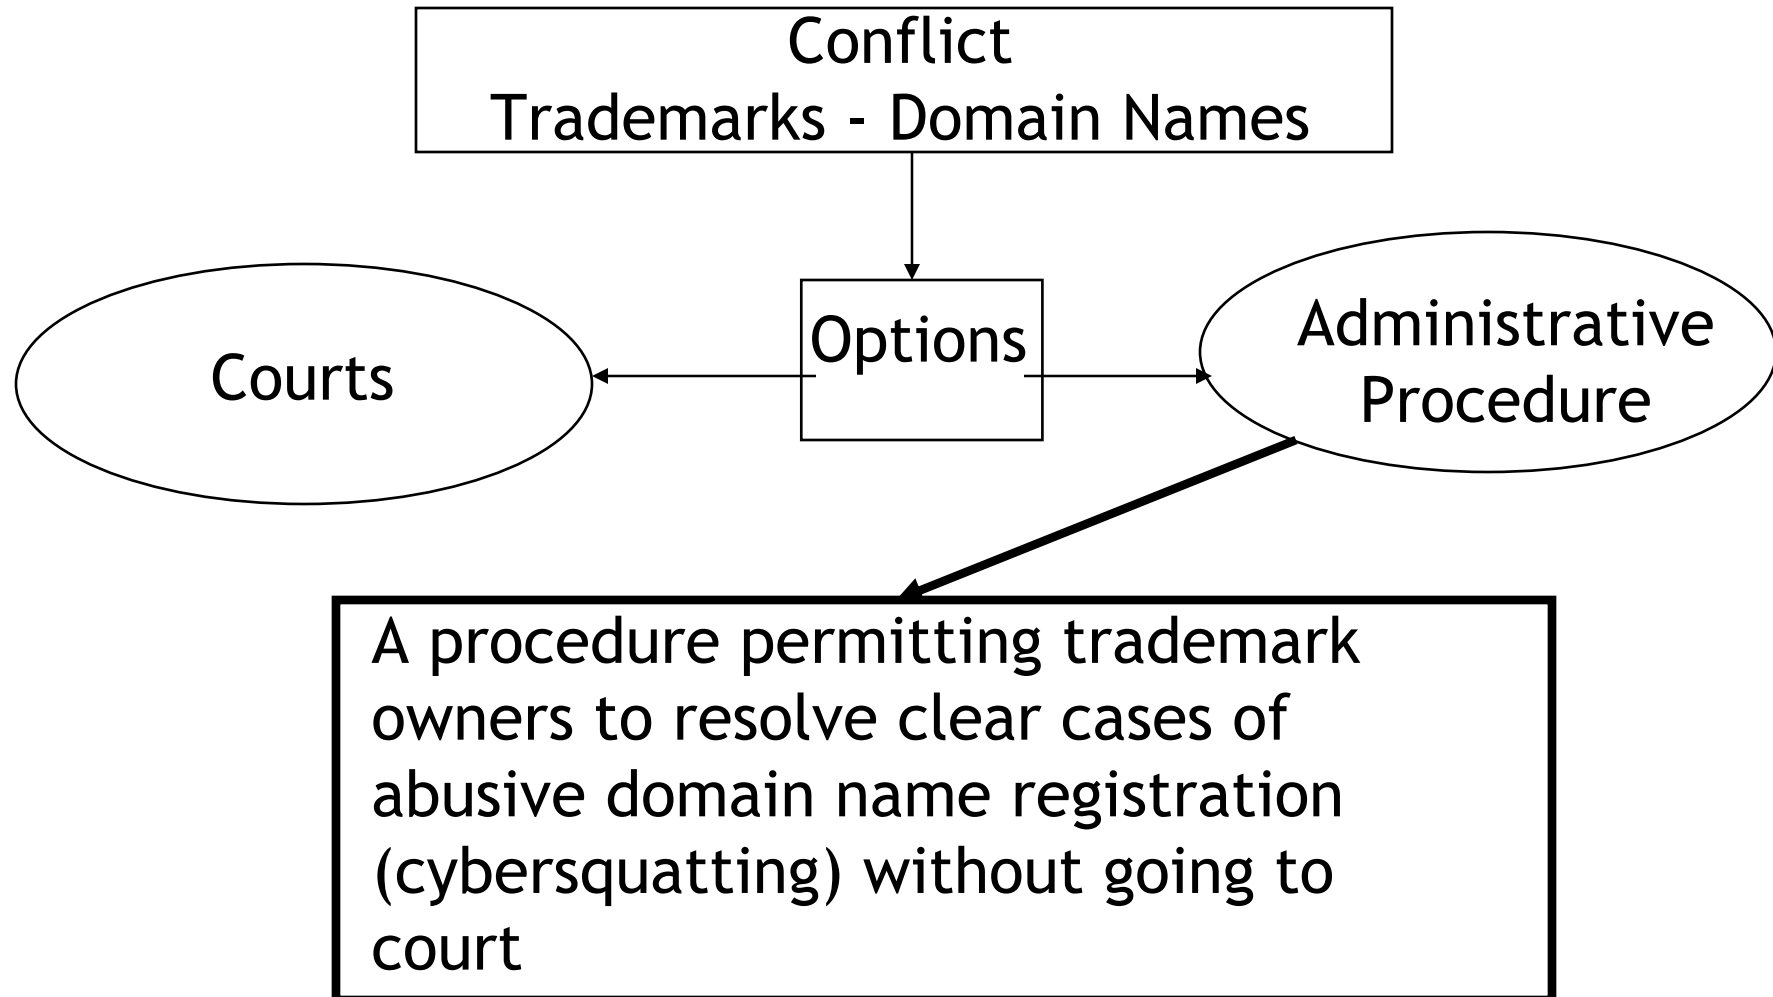 Conflict
Trademarks - Domain Names
Options
Courts
Administrative
Procedure
A procedure permitting trademark
owners to resolve clear cases of
abusive domain name registration
(cybersquatting) without going to
court